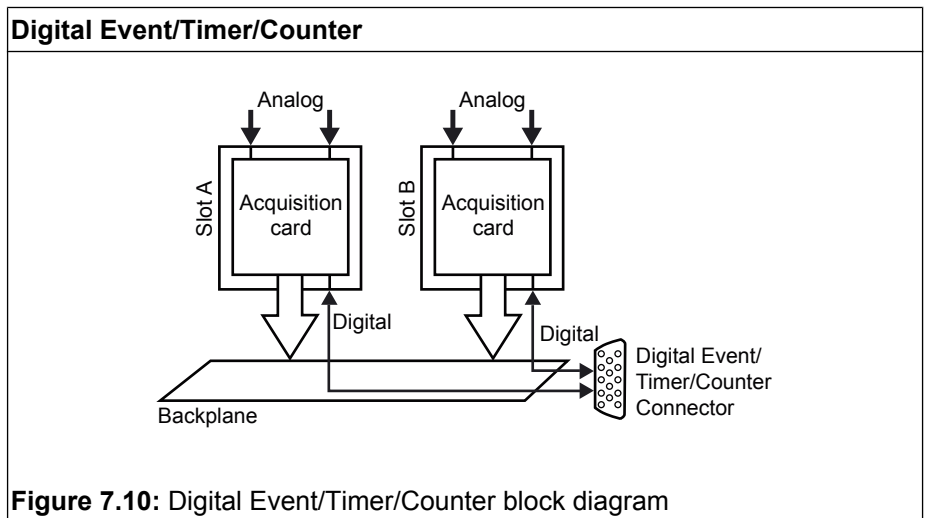 Digital Event/Timer/Counter
Analog
Analog
Slot A
Acquisition
card
Slot B
Acquisition
card
Digital
Digital
Digital Event/
Timer/Counter
Connector
Backplane
Figure 7.10: Digital Event/Timer/Counter block diagram